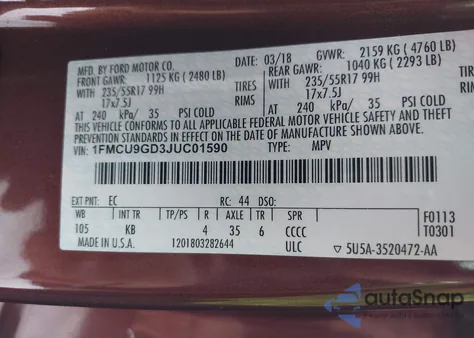 MFD. BY FORD MOTOR CO.
03/18 GVWR: 2159 KG ( 4760 LB)
FRONT GAWR: 1125 KG ( 2480 LB)
REAR GAWR: 1040 KG ( 2293 LB)
WITH 235/55R17 99H TIRES WITH 235/55R17 99H
17x7.5J RIMS 17x7.5J
AT 240 kPa/ 35 PSI COLD AT 240 kPa/ 35 PSI COLD
THIS VEHICLE CONFORMS TO ALL APPLICABLE FEDERAL MOTOR VEHICLE SAFETY, BUMPER, AND THEFT
PREVENTION STANDARDS IN EFFECT ON THE DATE OF MANUFACTURE SHOWN ABOVE.
VIN: 1FMCU9GD3JUC01590 TYPE: MPV
EXT PNT: EC RC: 44 DSO: F0113
WB INT TR TP/PS R AXLE TR SPR T0301
105 KB 4 35 6 CCCC
MADE IN U.S.A. 1201803282644 ULC 5U5A-3520472-AA
autoSnap